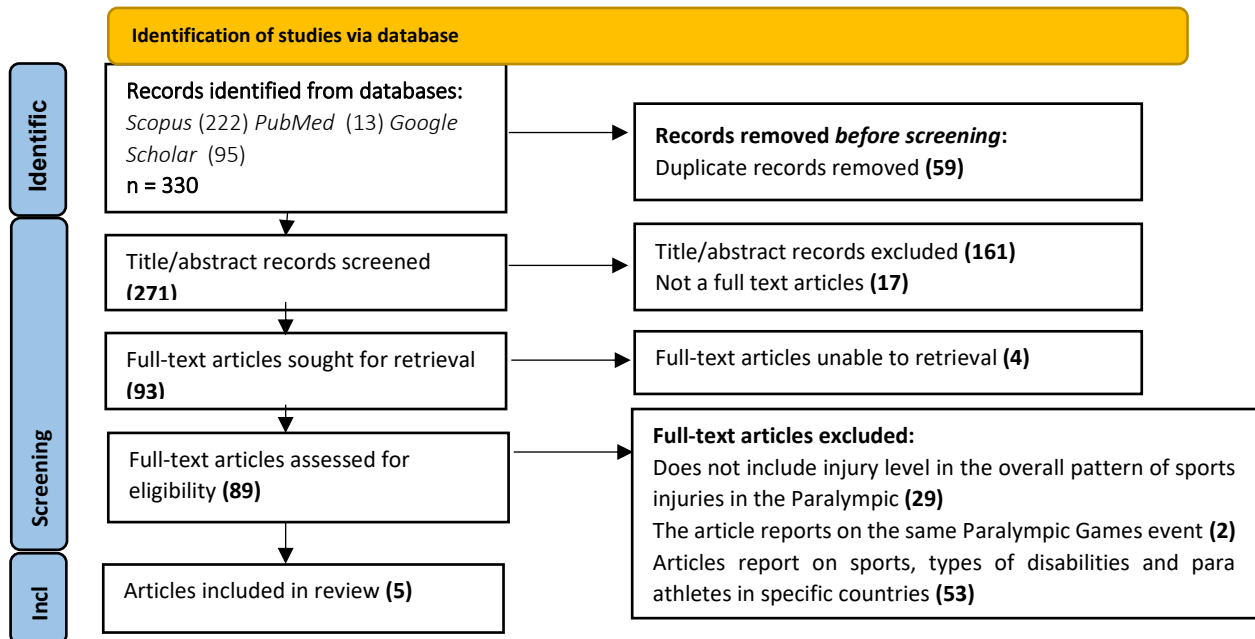 Identification of studies via database
Identific
Records identified from databases:
Scopus (222) PubMed (13) Google
Scholar (95)
n = 330
Records removed before screening:
Duplicate records removed (59)
Screening
Title/abstract records screened
(271)
Title/abstract records excluded (161)
Not a full text articles (17)
Full-text articles sought for retrieval
(93)
Full-text articles unable to retrieval (4)
Full-text articles assessed for
eligibility (89)
Full-text articles excluded:
Does not include injury level in the overall pattern of sports
injuries in the Paralympic (29)
The article reports on the same Paralympic Games event (2)
Articles report on sports, types of disabilities and para
athletes in specific countries (53)
Incl
Articles included in review (5)